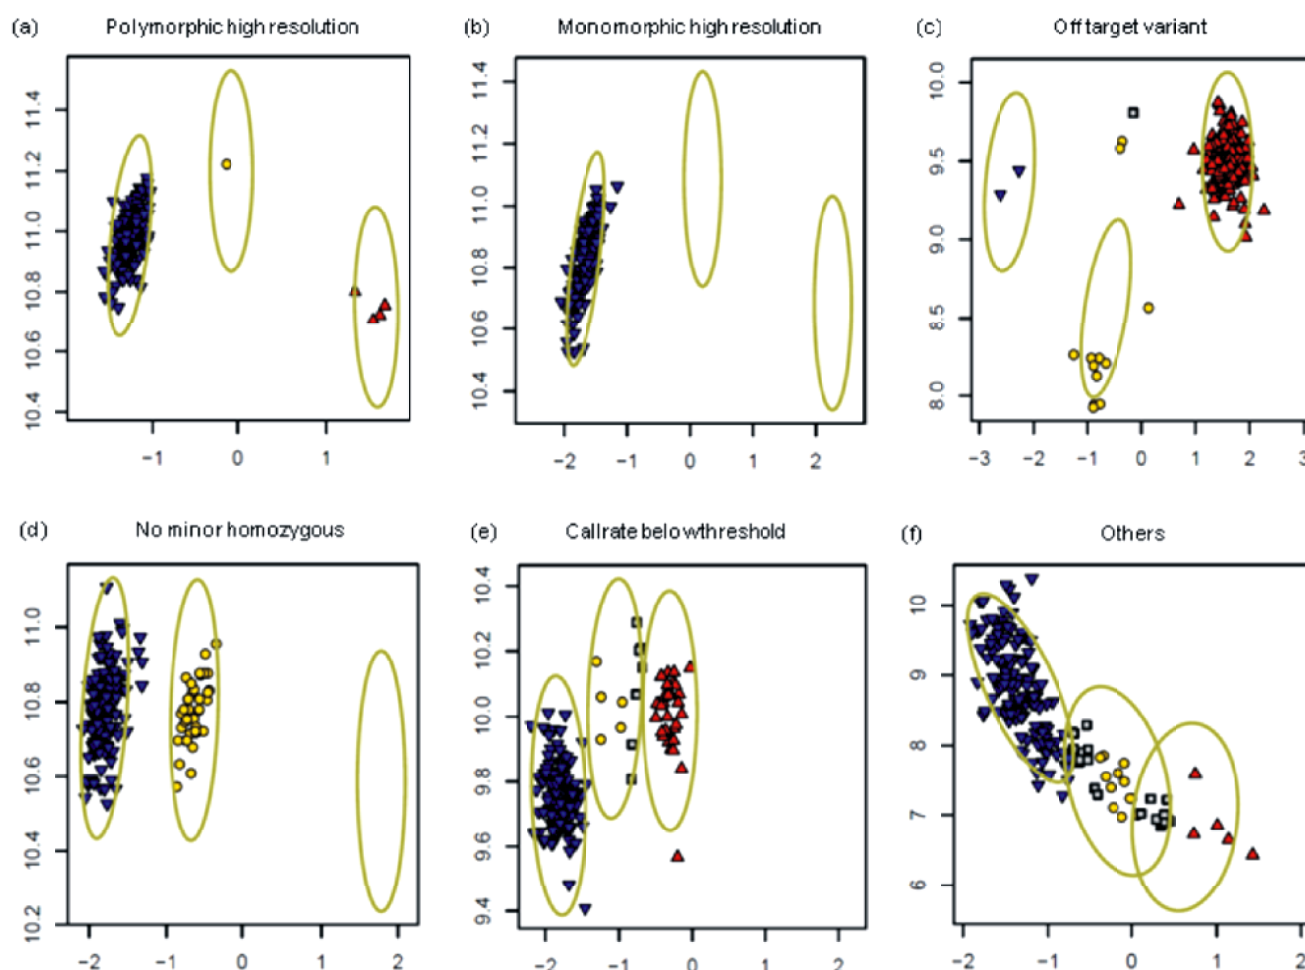 (a) Polymorphic high resolution
(b) Monomorphic high resolution
(c) Off target variant
11.4
11.2
11.0
10.8
10.6
10.4
−1 0 1
11.4
11.2
11.0
10.8
10.6
10.4
−2 −1 0 1 2
10.0
9.5
9.0
8.5
8.0
−3 −2 −1 0 1 2 3
(d) No minor homozygous
(e) Callrate belowthreshold
(f) Others
11.0
10.8
10.6
10.4
10.2
−2 −1 0 1 2
10.4
10.2
10.0
9.8
9.6
9.4
−2 −1 0 1 2
10
9
8
7
6
−2 −1 0 1 2